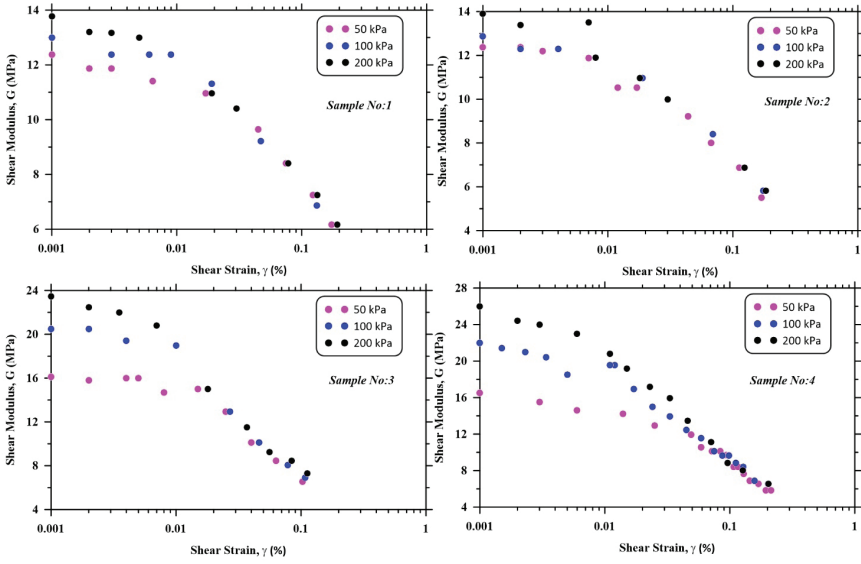 14
12
10
8
6
0.001
0.01
0.1
1
Shear Modulus, G (MPa)
Shear Strain, γ (%)
50 kPa
100 kPa
200 kPa
Sample No:1
14
12
10
8
6
4
0.001
0.01
0.1
1
Shear Modulus, G (MPa)
Shear Strain, γ (%)
50 kPa
100 kPa
200 kPa
Sample No:2
24
20
16
12
8
4
0.001
0.01
0.1
1
Shear Modulus, G (MPa)
Shear Strain, γ (%)
50 kPa
100 kPa
200 kPa
Sample No:3
28
24
20
16
12
8
4
0.001
0.01
0.1
1
Shear Modulus, G (MPa)
Shear Strain, γ (%)
50 kPa
100 kPa
200 kPa
Sample No:4